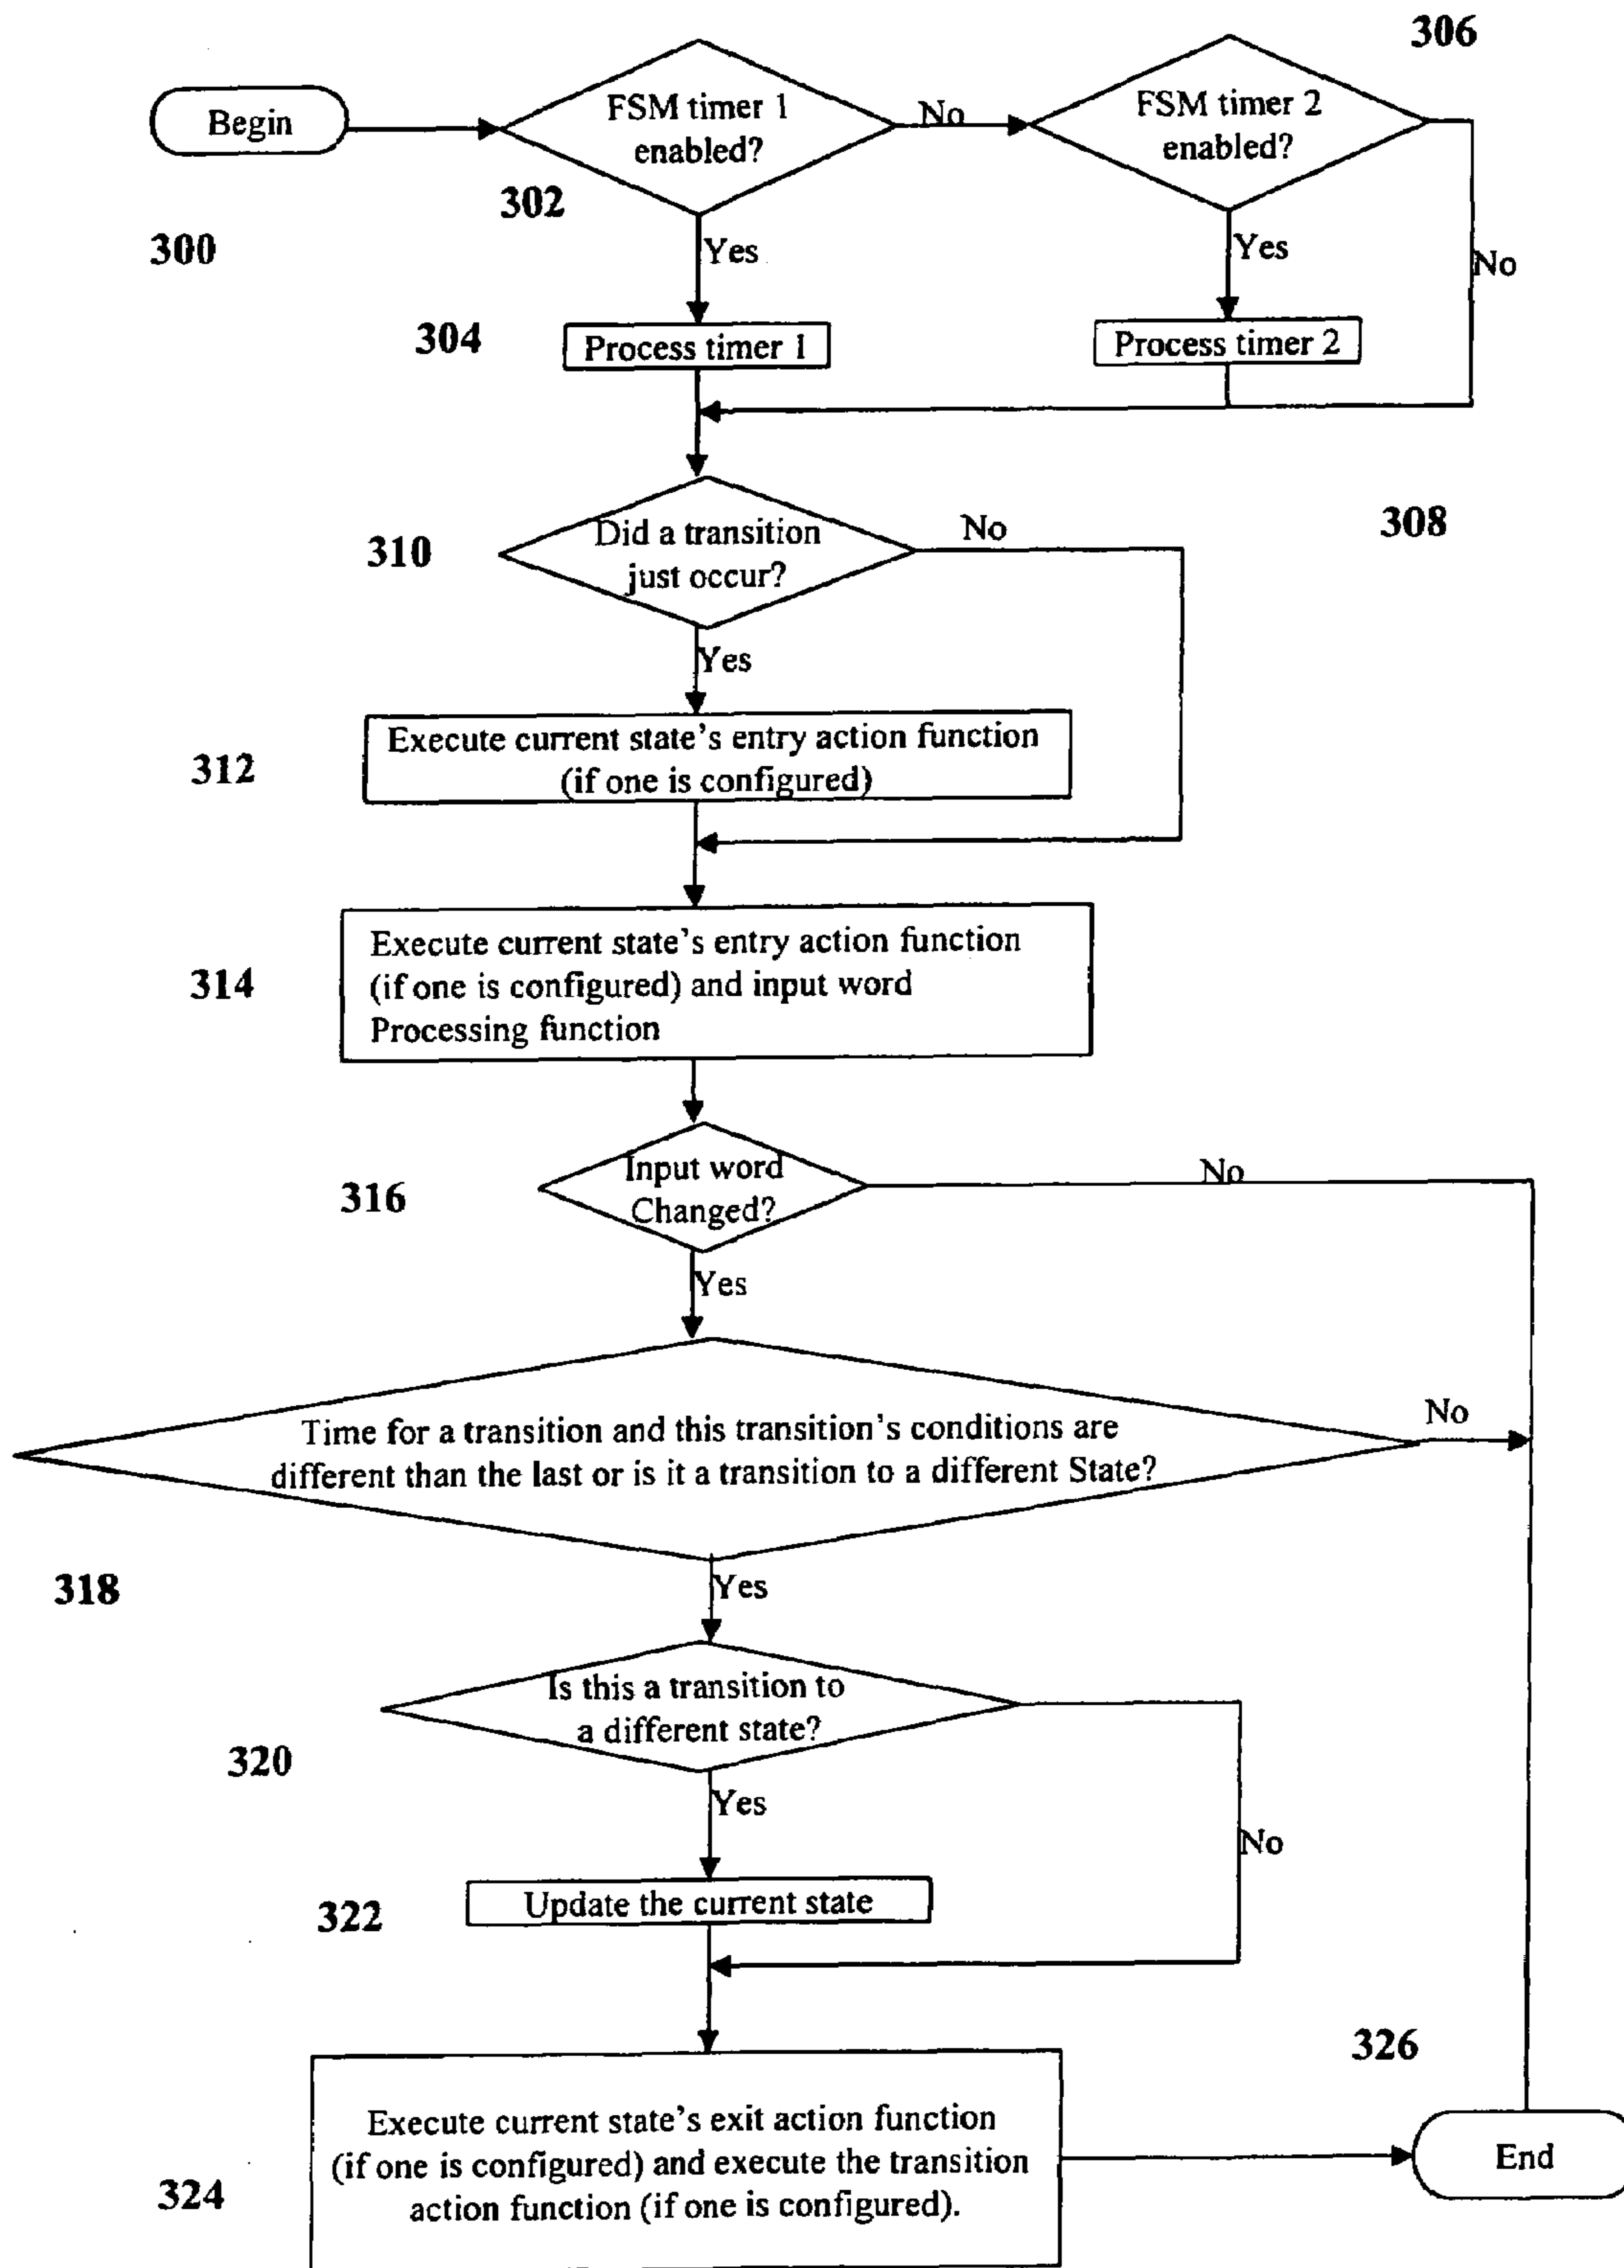 306
Begin
FSM timer 1
enabled?
No
FSM timer 2
enabled?
302
300
Yes
Yes
No
304
Process timer 1
Process timer 2
310
Did a transition
just occur?
No
308
Yes
312
Execute current state's entry action function
(if one is configured)
314
Execute current state's entry action function
(if one is configured) and input word
Processing function
316
Input word
Changed?
No
Yes
Time for a transition and this transition's conditions are
different than the last or is it a transition to a different State?
No
318
Yes
Is this a transition to
a different state?
320
Yes
No
322
Update the current state
326
Execute current state's exit action function
(if one is configured) and execute the transition
action function (if one is configured).
End
324